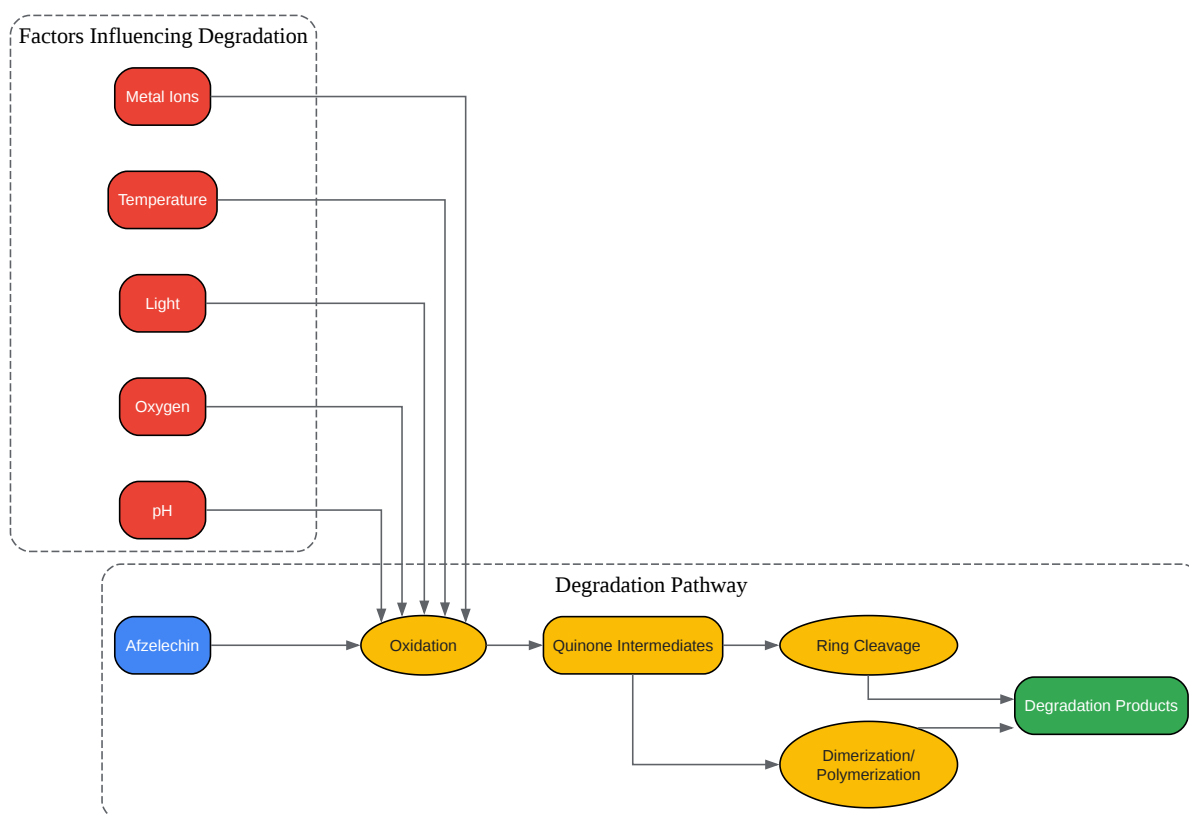 Factors Influencing Degradation
Metal Ions
Temperature
Light
Oxygen
pH
Degradation Pathway
Afzelechin
Oxidation
Quinone Intermediates
Ring Cleavage
Degradation Products
Dimerization/
Polymerization